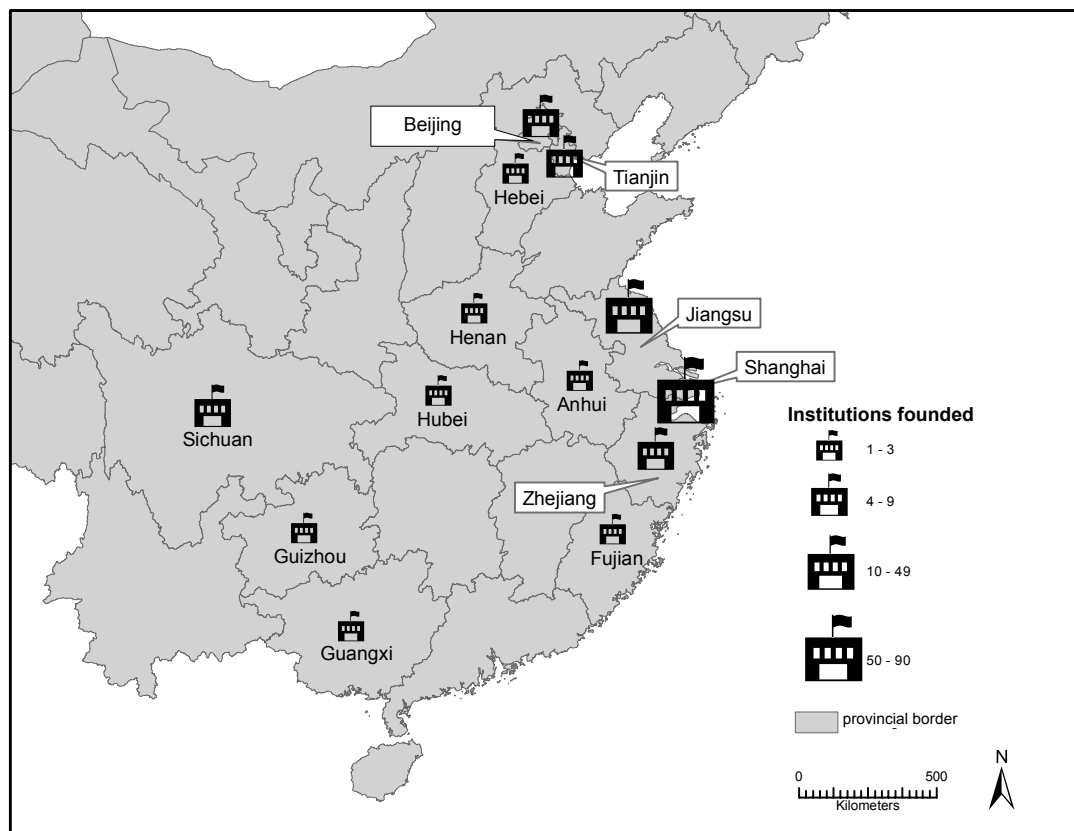 Beijing
Tianjin
Hebei
Jiangsu
Henan
Shanghai
Anhui
Hubei
Sichuan
Zhejiang
Guizhou
Fujian
Guangxi
Institutions founded
1 - 3
4 - 9
10 - 49
50 - 90
provincial border
N
0 500
Kilometers